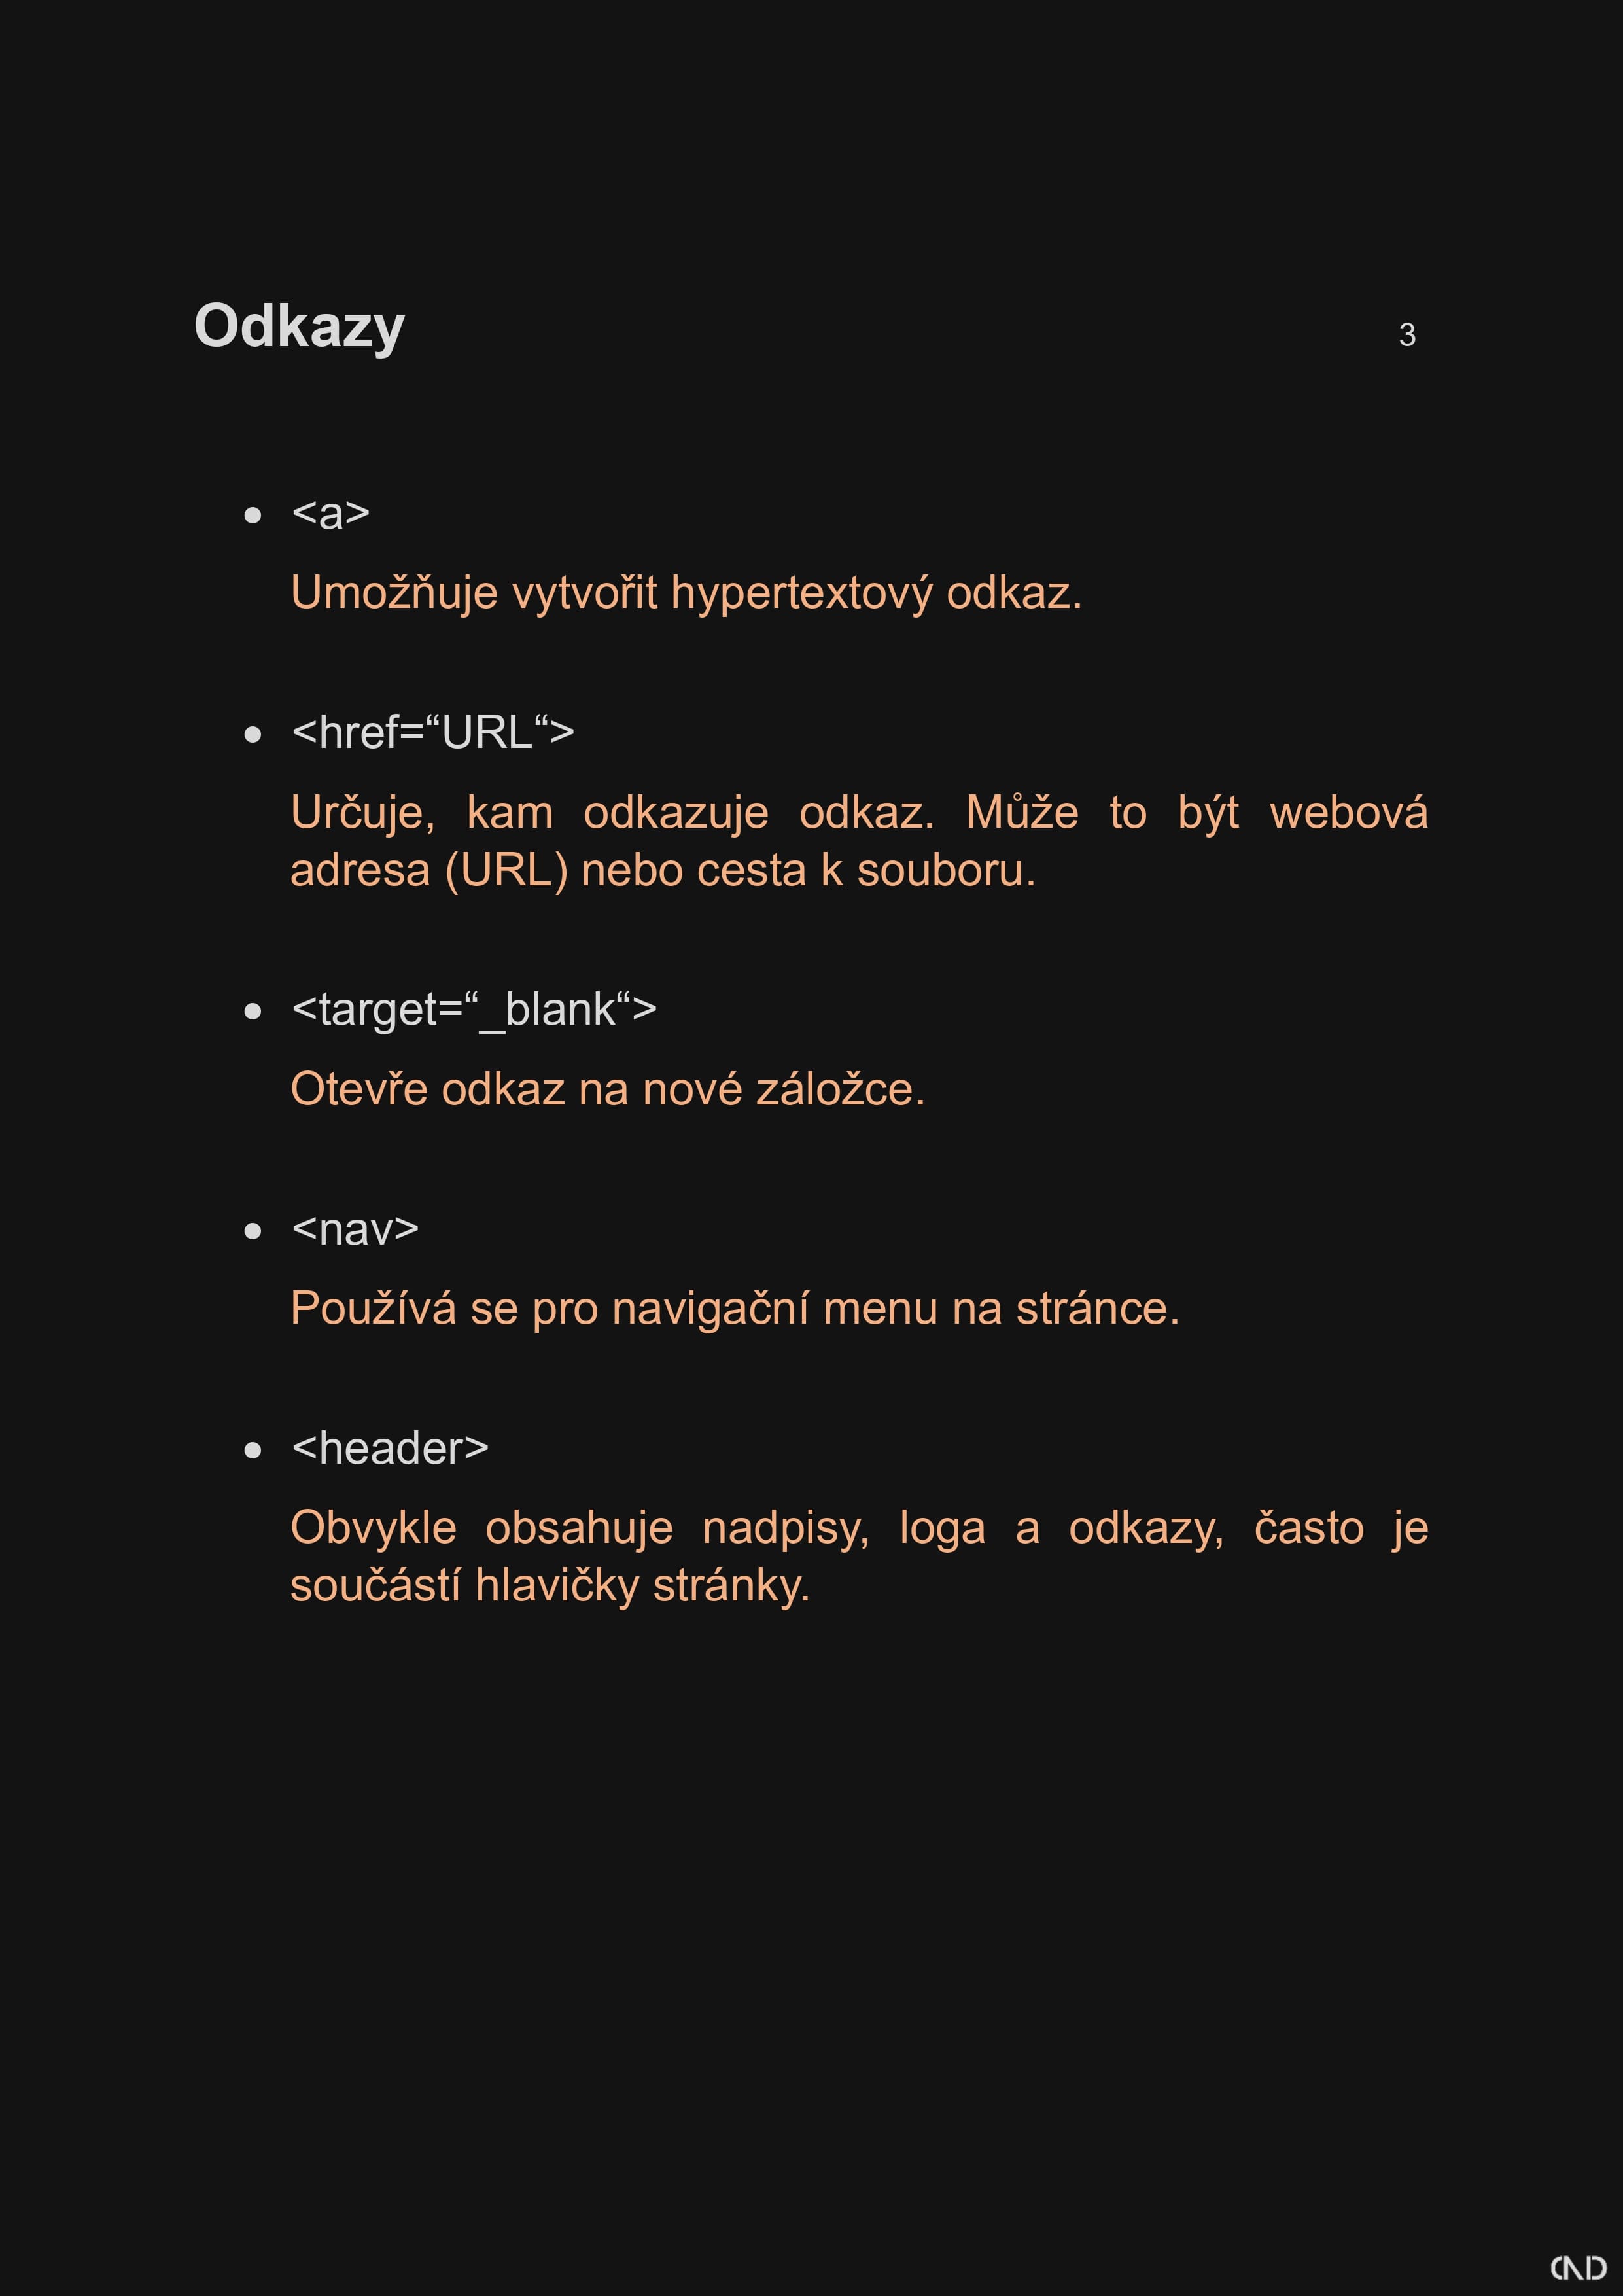 Odkazy 3
• <a>
Umožňuje vytvořit hypertextový odkaz.
• <href=“URL“>
Určuje, kam odkazuje odkaz. Může to být webová
adresa (URL) nebo cesta k souboru.
• <target=“_blank“>
Otevře odkaz na nové záložce.
• <nav>
Používá se pro navigační menu na stránce.
• <header>
Obvykle obsahuje nadpisy, loga a odkazy, často je
součástí hlavičky stránky.
CND